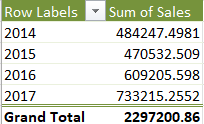 Row Labels Sum of Sales
2014 484247.4981
2015 470532.509
2016 609205.598
2017 733215.2552
Grand Total 2297200.86